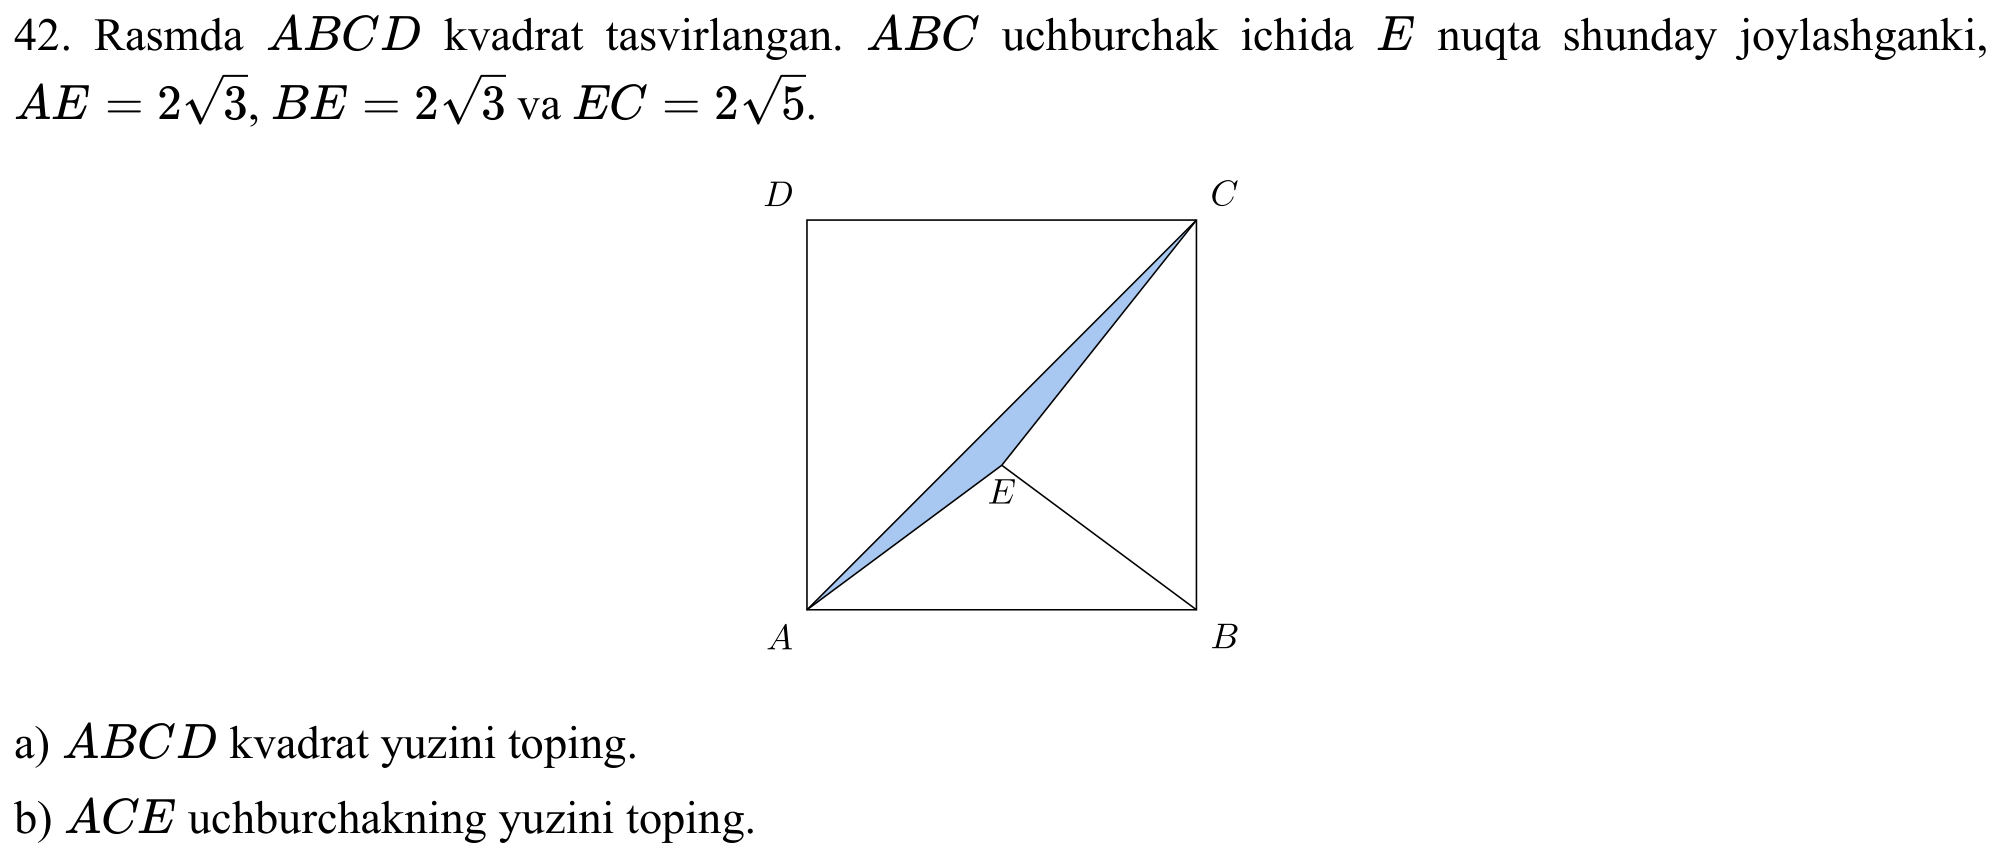 42. Rasmda ABCD kvadrat tasvirlangan. ABC uchburchak ichida E nuqta shunday joylashganki,
AE = 2√3, BE = 2√3 va EC = 2√5.
D C
E
A B
a) ABCD kvadrat yuzini toping.
b) ACE uchburchakning yuzini toping.